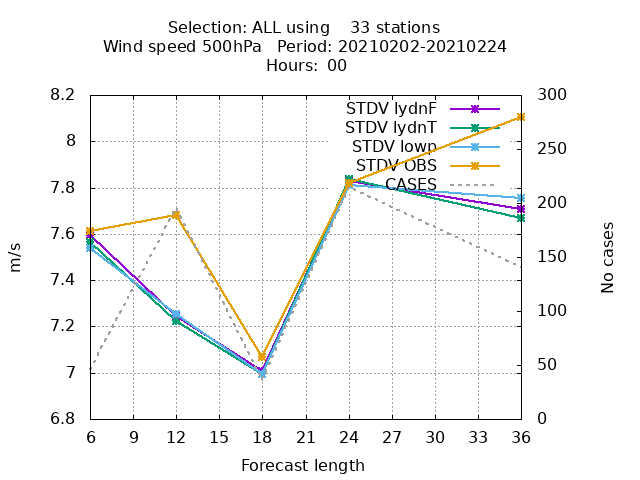 Selection: ALL using 33 stations
Wind speed 500hPa Period: 20210202-20210224
Hours: 00
8.2
8
7.8
7.6
7.4
7.2
7
6.8
m/s
STDV lydnF
STDV lydnT
STDV lowp
STDV OBS
CASES
300
250
200
150
100
50
0
No cases
6 9 12 15 18 21 24 27 30 33 36
Forecast length